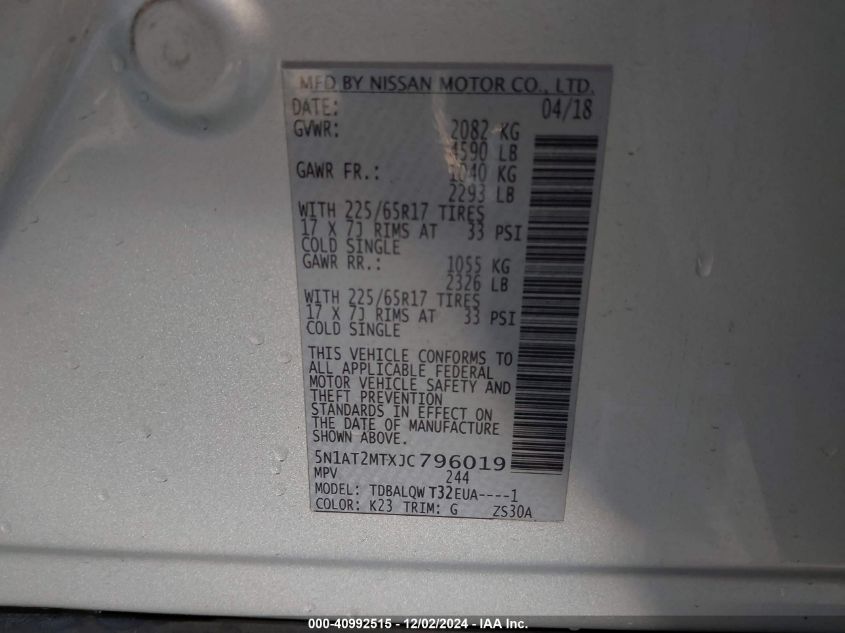 MFD BY NISSAN MOTOR CO., LTD.
DATE: 04/18
GVWR: 2082 KG
4590 LB
GAWR FR.: 1040 KG
2293 LB
WITH 225/65R17 TIRES
17 X 7J RIMS AT 33 PSI
COLD SINGLE
GAWR RR.: 1055 KG
2326 LB
WITH 225/65R17 TIRES
17 X 7J RIMS AT 33 PSI
COLD SINGLE
THIS VEHICLE CONFORMS TO
ALL APPLICABLE FEDERAL
MOTOR VEHICLE SAFETY AND
THEFT PREVENTION
STANDARDS IN EFFECT ON
THE DATE OF MANUFACTURE
SHOWN ABOVE.
5N1AT2MTXJC796019
MPV 244
MODEL: TDBALQW T32EUA----1
COLOR: K23 TRIM: G ZS30A
000-40992515 - 12/02/2024 - IAA Inc.